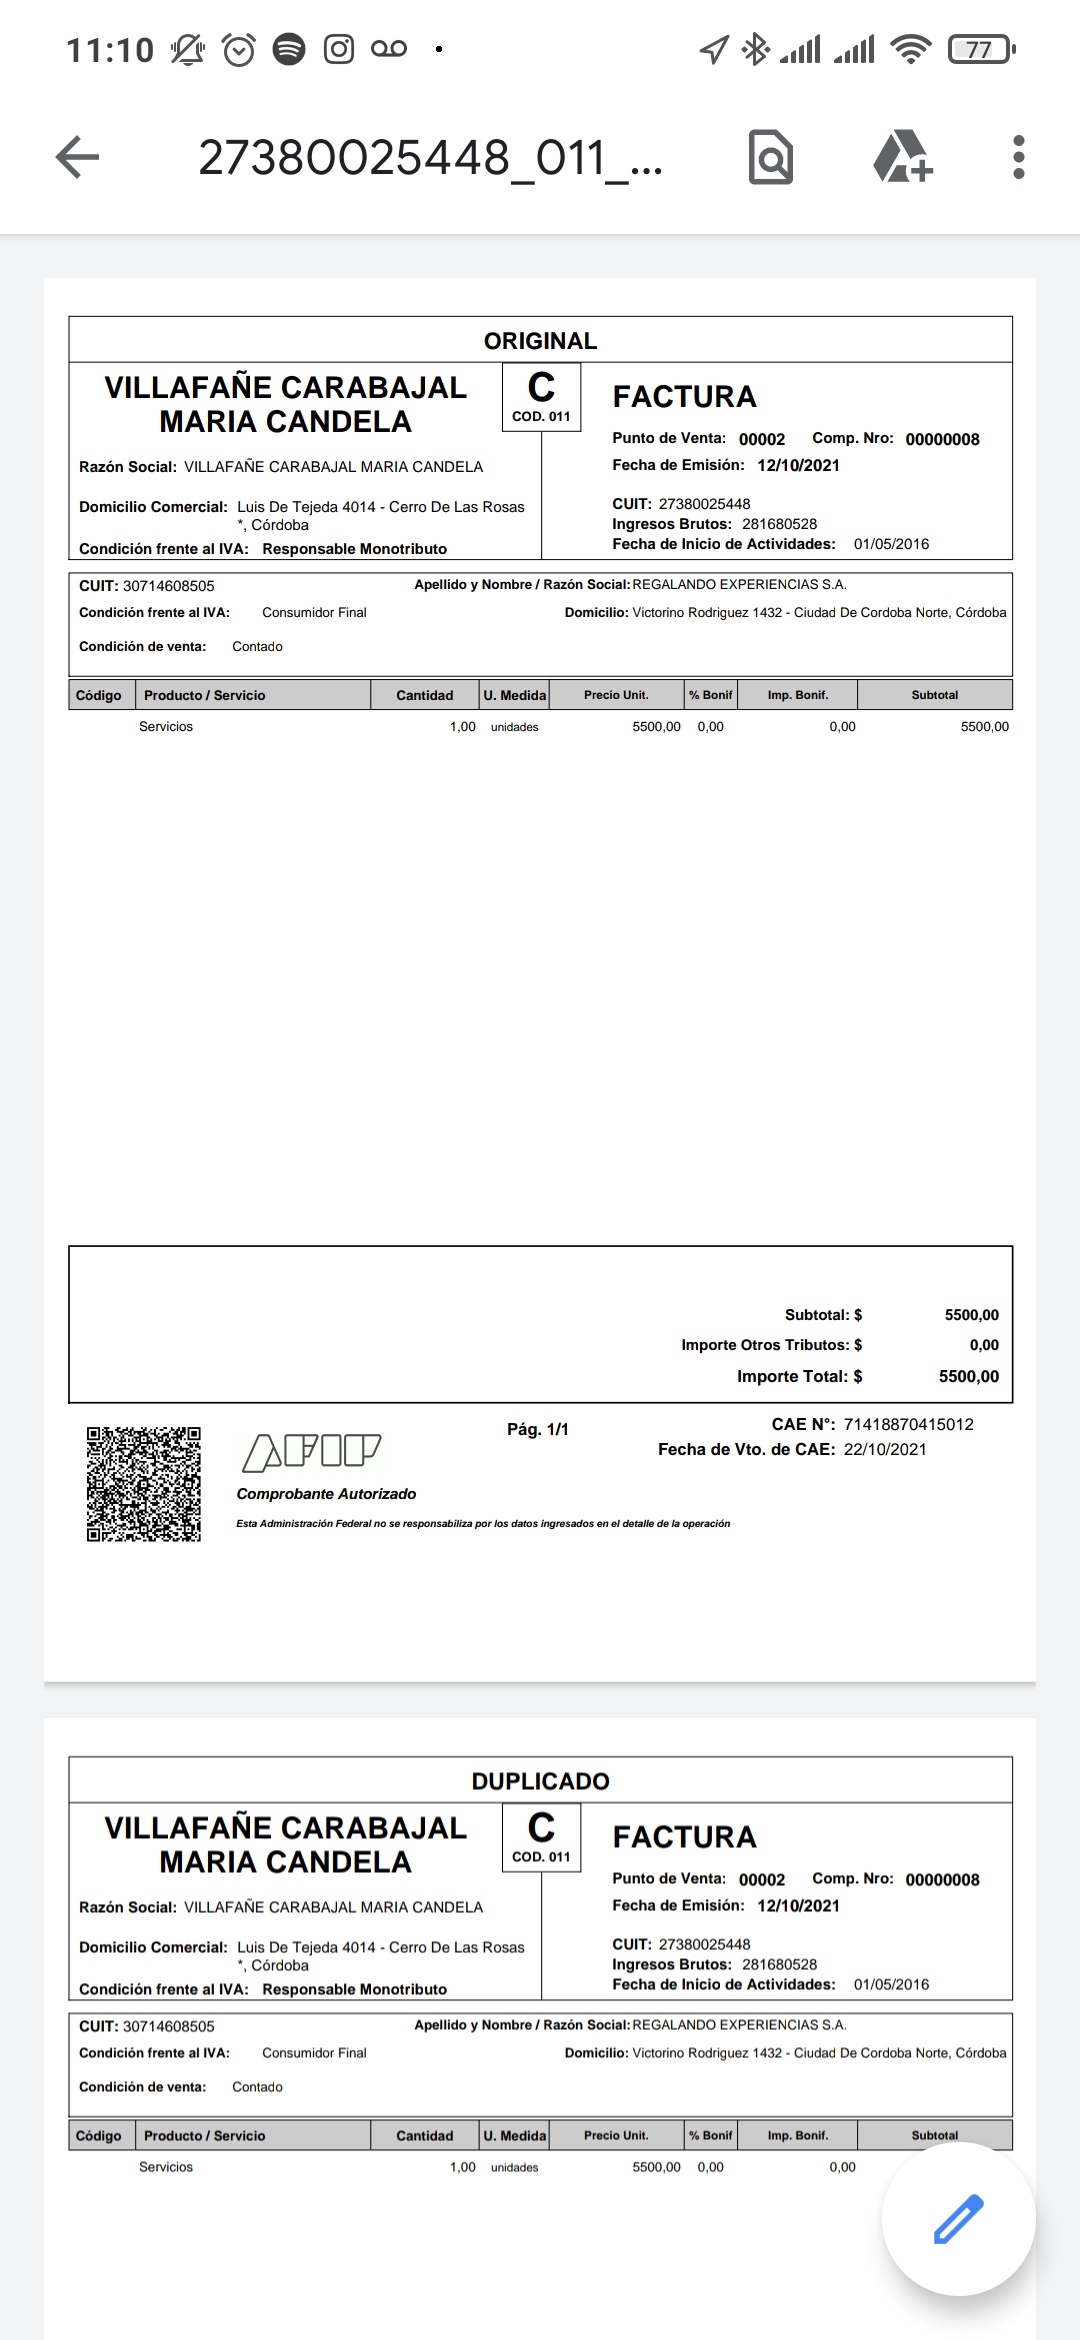 11:10
77
27380025448_011_...
ORIGINAL
VILLAFAÑE CARABAJAL
MARIA CANDELA
C
COD. 011
FACTURA
Punto de Venta: 00002 Comp. Nro: 00000008
Fecha de Emisión: 12/10/2021
Razón Social: VILLAFAÑE CARABAJAL MARIA CANDELA
Domicilio Comercial: Luis De Tejeda 4014 - Cerro De Las Rosas
*, Córdoba
Condición frente al IVA: Responsable Monotributo
CUIT: 27380025448
Ingresos Brutos: 281680528
Fecha de Inicio de Actividades: 01/05/2016
CUIT: 30714608505 Apellido y Nombre / Razón Social: REGALANDO EXPERIENCIAS S.A.
Condición frente al IVA: Consumidor Final Domicilio: Victorino Rodriguez 1432 - Ciudad De Cordoba Norte, Córdoba
Condición de venta: Contado
Código Producto / Servicio Cantidad U. Medida Precio Unit. % Bonif Imp. Bonif. Subtotal
Servicios 1,00 unidades 5500,00 0,00 0,00 5500,00
Subtotal: $ 5500,00
Importe Otros Tributos: $ 0,00
Importe Total: $ 5500,00
AFIP
Pág. 1/1
CAE N°: 71418870415012
Fecha de Vto. de CAE: 22/10/2021
Comprobante Autorizado
Esta Administración Federal no se responsabiliza por los datos ingresados en el detalle de la operación
DUPLICADO
VILLAFAÑE CARABAJAL
MARIA CANDELA
C
COD. 011
FACTURA
Punto de Venta: 00002 Comp. Nro: 00000008
Fecha de Emisión: 12/10/2021
Razón Social: VILLAFAÑE CARABAJAL MARIA CANDELA
Domicilio Comercial: Luis De Tejeda 4014 - Cerro De Las Rosas
*, Córdoba
Condición frente al IVA: Responsable Monotributo
CUIT: 27380025448
Ingresos Brutos: 281680528
Fecha de Inicio de Actividades: 01/05/2016
CUIT: 30714608505 Apellido y Nombre / Razón Social: REGALANDO EXPERIENCIAS S.A.
Condición frente al IVA: Consumidor Final Domicilio: Victorino Rodriguez 1432 - Ciudad De Cordoba Norte, Córdoba
Condición de venta: Contado
Código Producto / Servicio Cantidad U. Medida Precio Unit. % Bonif Imp. Bonif. Subtotal
Servicios 1,00 unidades 5500,00 0,00 0,00